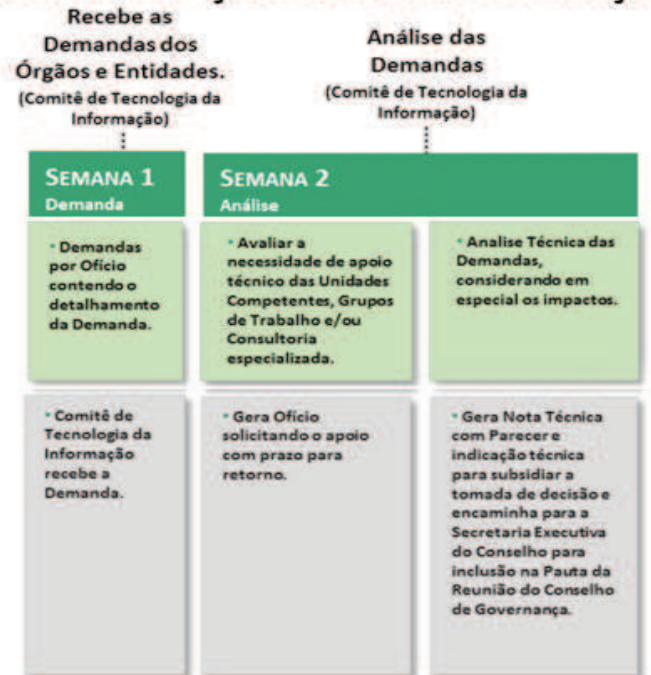 Recebe as
Demandas dos
Órgãos e Entidades.
(Comitê de Tecnologia da
Informação)
Análise das
Demandas
(Comitê de Tecnologia da
Informação)
SEMANA 1
Demanda
SEMANA 2
Análise
• Demandas
por Ofício
contendo o
detalhamento
da Demanda.
• Avaliar a
necessidade de apoio
técnico das Unidades
Competentes, Grupos
de Trabalho e/ou
Consultoria
especializada.
• Analise Técnica das
Demandas,
considerando em
especial os impactos.
• Comitê de
Tecnologia da
Informação
recebe a
Demanda.
• Gera Ofício
solicitando o apoio
com prazo para
retorno.
• Gera Nota Técnica
com Parecer e
indicação técnica
para subsidiar a
tomada de decisão e
encaminha para a
Secretaria Executiva
do Conselho para
inclusão na Pauta da
Reunião do Conselho
de Governança.